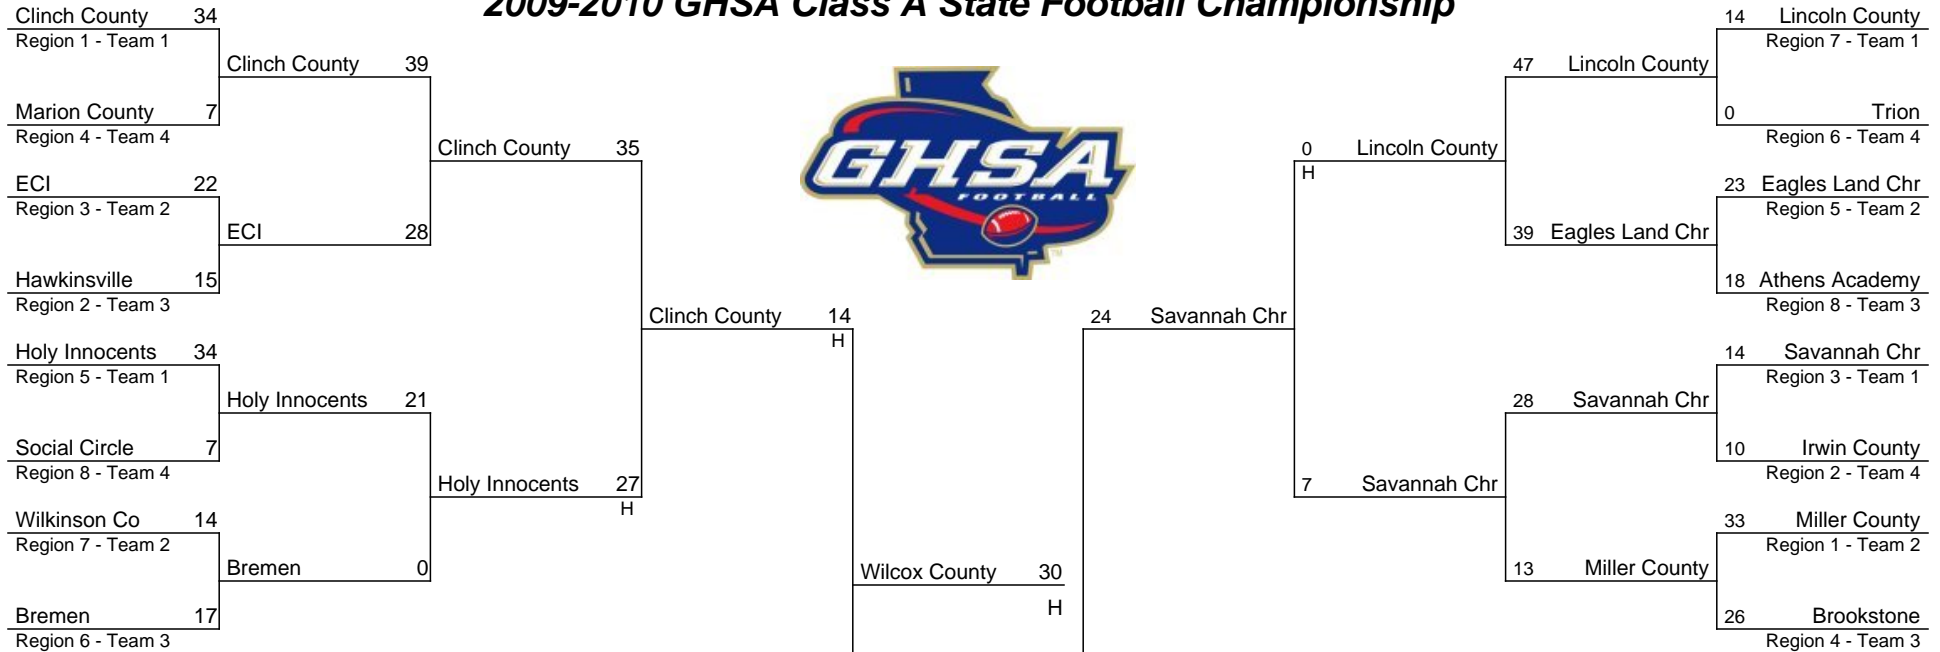 2009-2010 GHSA Class A State Football Championship
Clinch County 34
Region 1 - Team 1
Clinch County 39
Marion County 7
Region 4 - Team 4
Clinch County 35
ECI 22
Region 3 - Team 2
ECI 28
Hawkinsville 15
Region 2 - Team 3
Clinch County 14
H
Holy Innocents 34
Region 5 - Team 1
Holy Innocents 21
Social Circle 7
Region 8 - Team 4
Holy Innocents 27
H
Wilkinson Co 14
Region 7 - Team 2
Bremen 0
Bremen 17
Region 6 - Team 3
Wilcox County 30
H
GHSA
FOOTBALL
TM
14 Lincoln County
Region 7 - Team 1
47 Lincoln County
0 Trion
Region 6 - Team 4
0 Lincoln County
H
23 Eagles Land Chr
Region 5 - Team 2
39 Eagles Land Chr
18 Athens Academy
Region 8 - Team 3
24 Savannah Chr
14 Savannah Chr
Region 3 - Team 1
28 Savannah Chr
10 Irwin County
Region 2 - Team 4
7 Savannah Chr
33 Miller County
Region 1 - Team 2
13 Miller County
26 Brookstone
Region 4 - Team 3